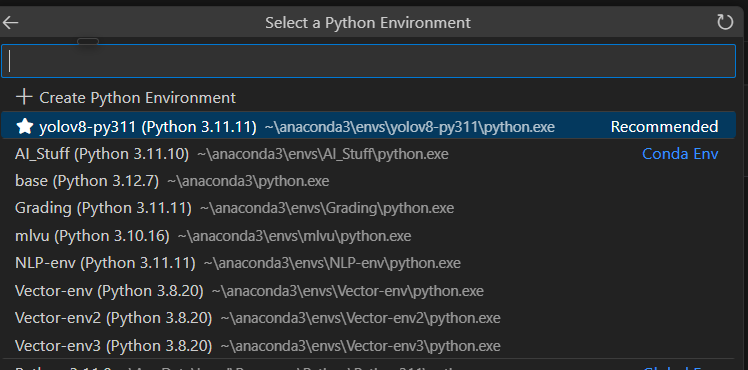 Select a Python Environment
Create Python Environment
yolov8-py311 (Python 3.11.11) ~\anaconda3\envs\yolov8-py311\python.exe Recommended
AI_Stuff (Python 3.11.10) ~\anaconda3\envs\AI_Stuff\python.exe Conda Env
base (Python 3.12.7) ~\anaconda3\python.exe
Grading (Python 3.11.11) ~\anaconda3\envs\Grading\python.exe
mlvu (Python 3.10.16) ~\anaconda3\envs\mlvu\python.exe
NLP-env (Python 3.11.11) ~\anaconda3\envs\NLP-env\python.exe
Vector-env (Python 3.8.20) ~\anaconda3\envs\Vector-env\python.exe
Vector-env2 (Python 3.8.20) ~\anaconda3\envs\Vector-env2\python.exe
Vector-env3 (Python 3.8.20) ~\anaconda3\envs\Vector-env3\python.exe